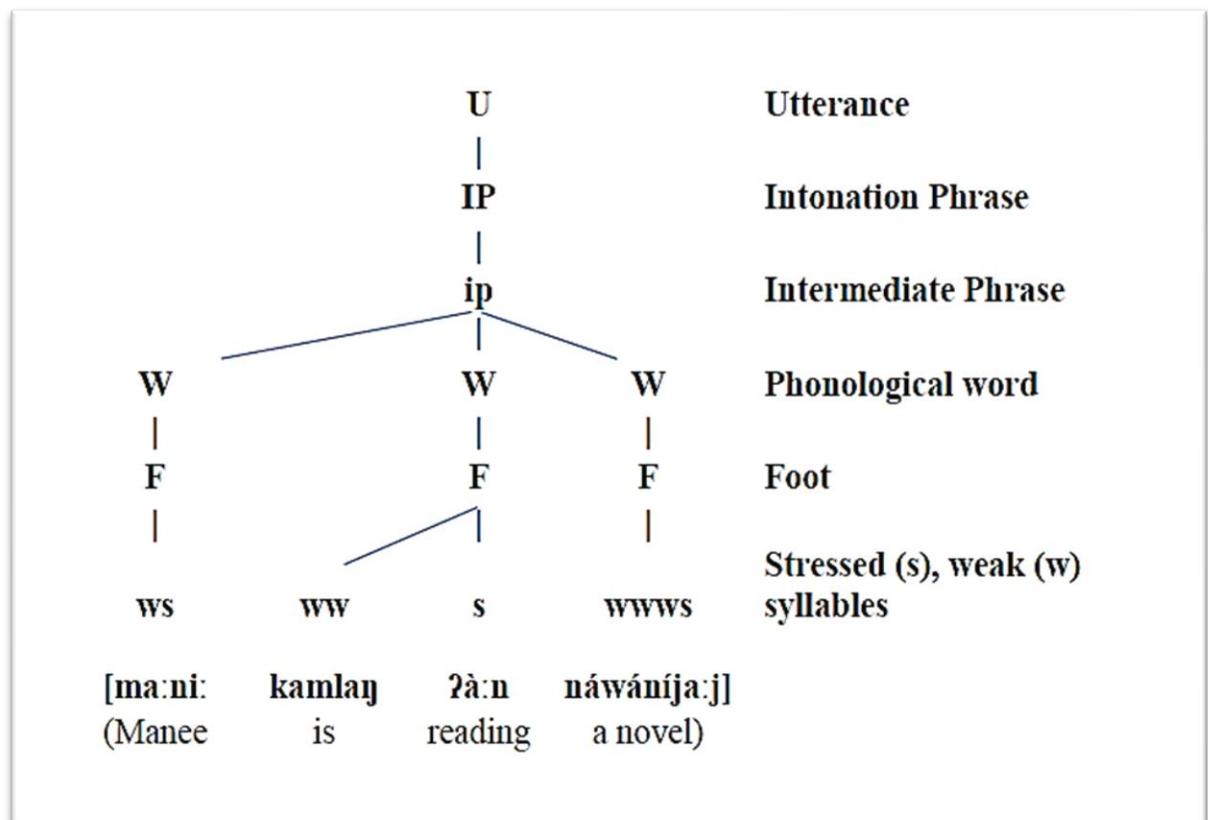 U Utterance
IP Intonation Phrase
ip Intermediate Phrase
W W W Phonological word
F F F Foot
Stressed (s), weak (w)
ws ww s wwws syllables
[maːniː kamlaŋ ʔàːn náwáníjaːj]
(Manee is reading a novel)